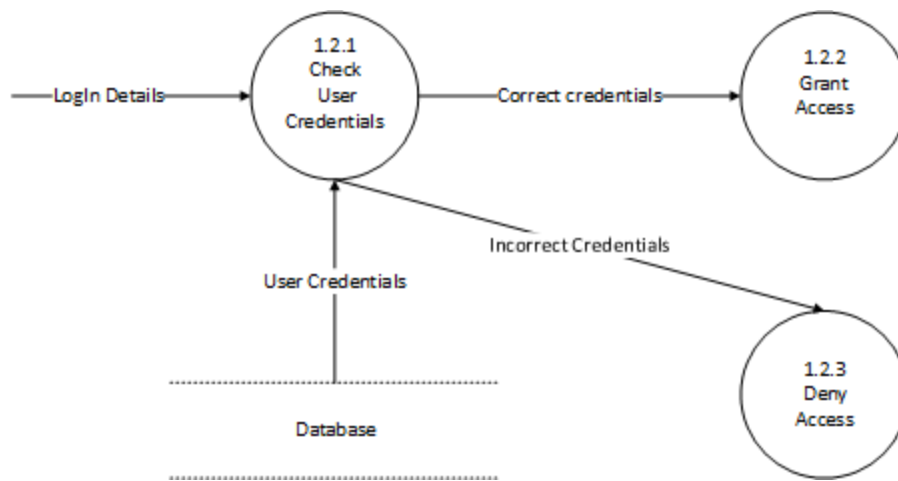 1.2.1
Check
User
Credentials
LogIn Details
Correct credentials
1.2.2
Grant
Access
Incorrect Credentials
User Credentials
1.2.3
Deny
Access
Database